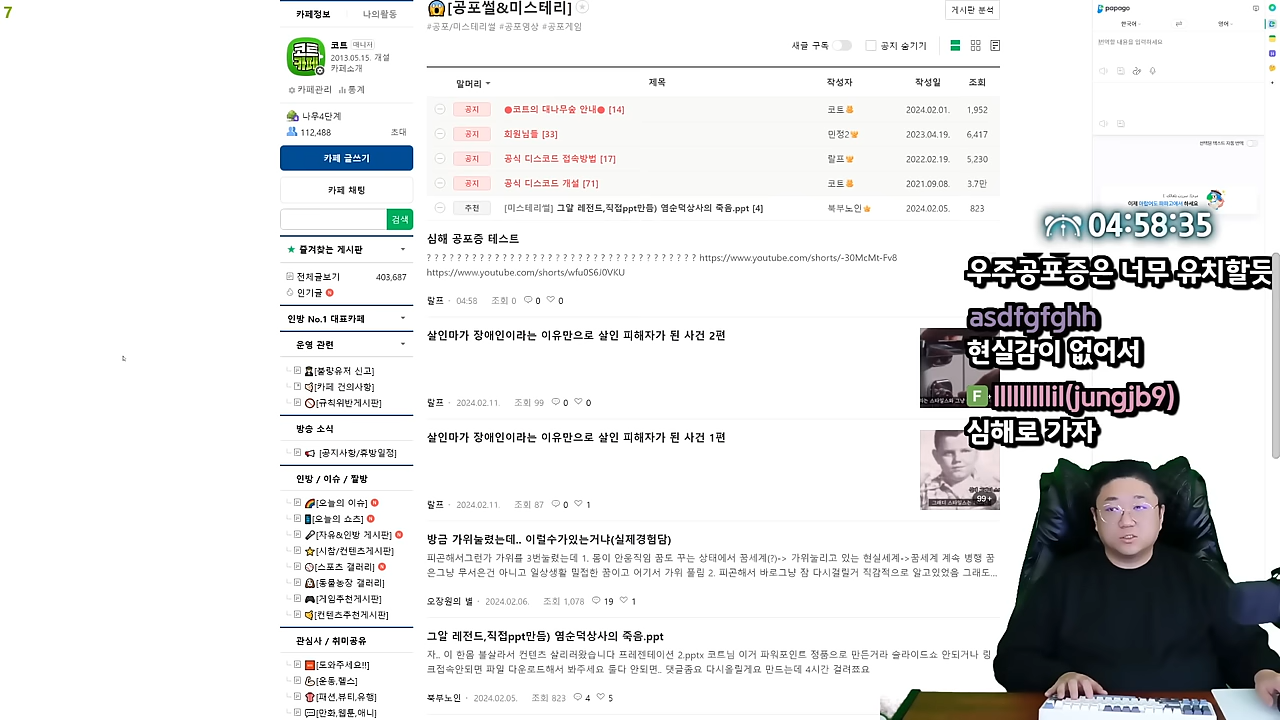 7
카페정보
나의활동
코트 매니저
2013.05.15. 개설
카페소개
카페관리 통계
나무4단계
112,488 초대
카페 글쓰기
카페 채팅
검색
★ 즐겨찾는 게시판
전체글보기 403,687
인기글 N
인방 No.1 대표카페
운영 관련
[불량유저 신고]
[카페 건의사항]
[규칙위반게시판]
방송 소식
[공지사항/휴방일정]
인방 / 이슈 / 짤방
[오늘의 이슈] N
[오늘의 쇼츠] N
[자유&인방 게시판] N
[시참/컨텐츠게시판]
[스포츠 갤러리] N
[동물농장 갤러리]
[게임추천게시판]
[컨텐츠추천게시판]
관심사 / 취미공유
[도와주세요!!]
[운동,헬스]
[패션,뷰티,유행]
[만화,웹툰,애니]
[공포썰&미스테리]
게시판 분석
#공포/미스테리썰 #공포영상 #공포게임
새글 구독 공지 숨기기
말머리 제목 작성자 작성일 조회
공지 코트의 대나무숲 안내 [14] 코트 2024.02.01. 1,952
공지 회원님들 [33] 민정2 2023.04.19. 6,417
공지 공식 디스코드 접속방법 [17] 랄프 2022.02.19. 5,230
공지 공식 디스코드 개설 [71] 코트 2021.09.08. 3.7만
추천 [미스테리썰] 그알 레전드,직접ppt만듬) 염순덕상사의 죽음.ppt [4] 북부노인 2024.02.05. 823
심해 공포증 테스트
? ? ? ? ? ? ? ? ? ? ? ? ? ? ? ? ? ? ? ? ? ? ? ? ? ? ? ? ? ? ? ? ? ? ? ? https://www.youtube.com/shorts/-30McMt-Fv8
https://www.youtube.com/shorts/wfu0S6J0VKU
랄프 · 04:58 조회 0 0 0
살인마가 장애인이라는 이유만으로 살인 피해자가 된 사건 2편
랄프 · 2024.02.11. 조회 99 0 0
살인마가 장애인이라는 이유만으로 살인 피해자가 된 사건 1편
99+
랄프 · 2024.02.11. 조회 87 0 1
방금 가위눌렸는데.. 이럴수가있는거냐(실제경험담)
피곤해서그런가 가위를 3번눌렸는데 1. 몸이 안움직임 꿈도 꾸는 상태에서 꿈세계(?)-> 가위눌리고 있는 현실세계->꿈세계 계속 병행 꿈
은그냥 무서은건 아니고 일상생활 밀접한 꿈이고 어거서 가위 풀림 2. 피곤해서 바로그냥 잠 다시걸릴거 직감적으로 알고있었음 그래도...
오장원의 별 · 2024.02.06. 조회 1,078 19 1
그알 레전드,직접ppt만듬) 염순덕상사의 죽음.ppt
자.. 이 한몸 불살라서 컨텐츠 살리러왔습니다 프레젠테이션 2.pptx 코트님 이거 파워포인트 정품으로 만든거라 슬라이드쇼 안되거나 링
크접속안되면 파일 다운로드해서 봐주세요 둘다 안되면.. 댓글좀요 다시올릴게요 만드는데 4시간 걸려쬬요
북부노인 · 2024.02.05. 조회 823 4 5
papago
한국어 영어
번역할 내용을 입력하세요
04:58:35
우주공포증은 너무 유치할듯
asdfgfghh
현실감이 없어서
F llllllllllil(jungjb9)
심해로 가자